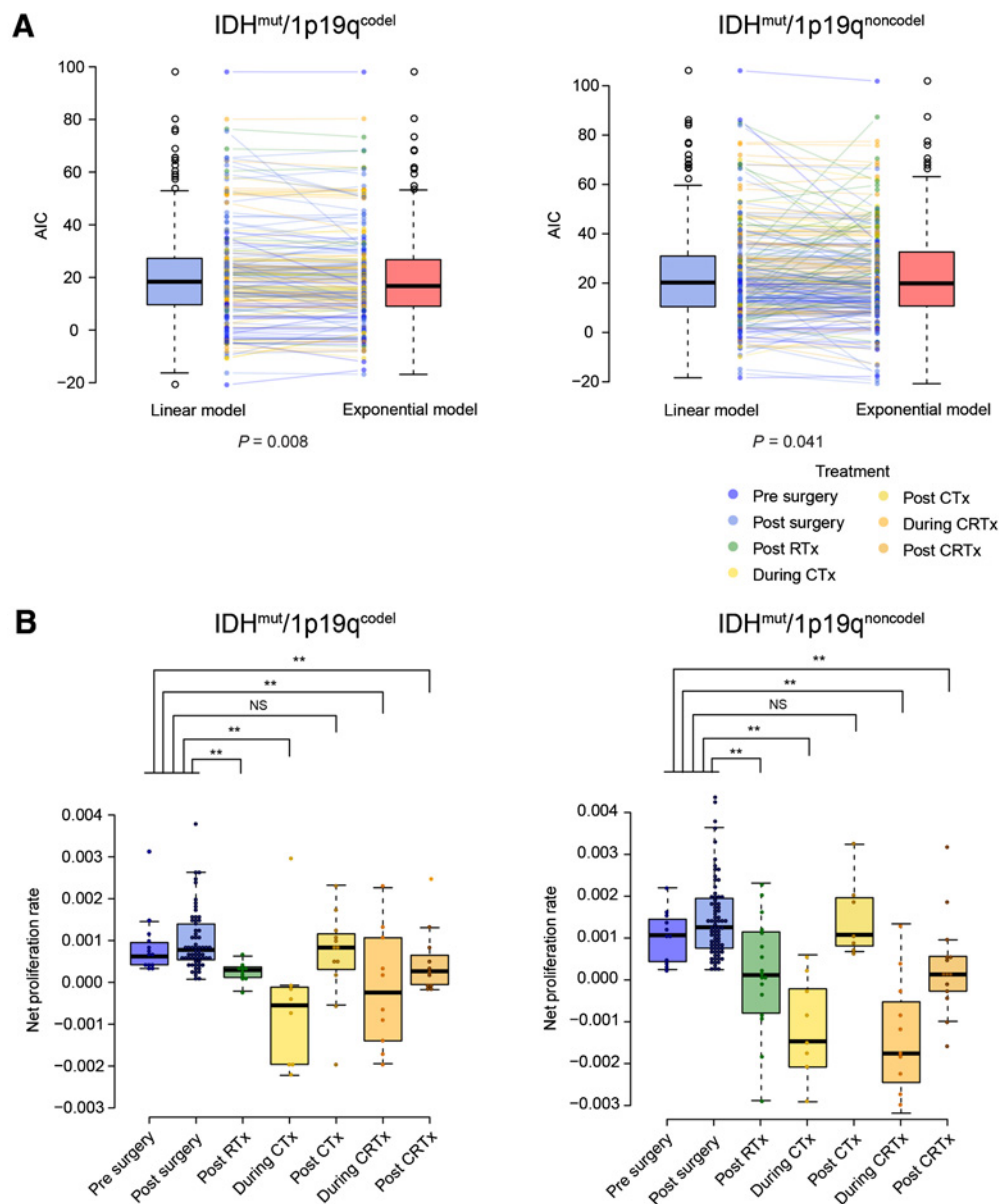 A
IDHmut/1p19qcodel
IDHmut/1p19qnoncodel
AIC
100
80
60
40
20
0
−20
Linear model
Exponential model
P = 0.008
AIC
100
80
60
40
20
0
−20
Linear model
Exponential model
P = 0.041
Treatment
Pre surgery
Post surgery
Post RTx
During CTx
Post CTx
During CRTx
Post CRTx
B
IDHmut/1p19qcodel
IDHmut/1p19qnoncodel
**
**
NS
**
**
Net proliferation rate
0.004
0.003
0.002
0.001
0.000
−0.001
−0.002
−0.003
Pre surgery
Post surgery
Post RTx
During CTx
Post CTx
During CRTx
Post CRTx
**
**
NS
**
**
Net proliferation rate
0.004
0.003
0.002
0.001
0.000
−0.001
−0.002
−0.003
Pre surgery
Post surgery
Post RTx
During CTx
Post CTx
During CRTx
Post CRTx